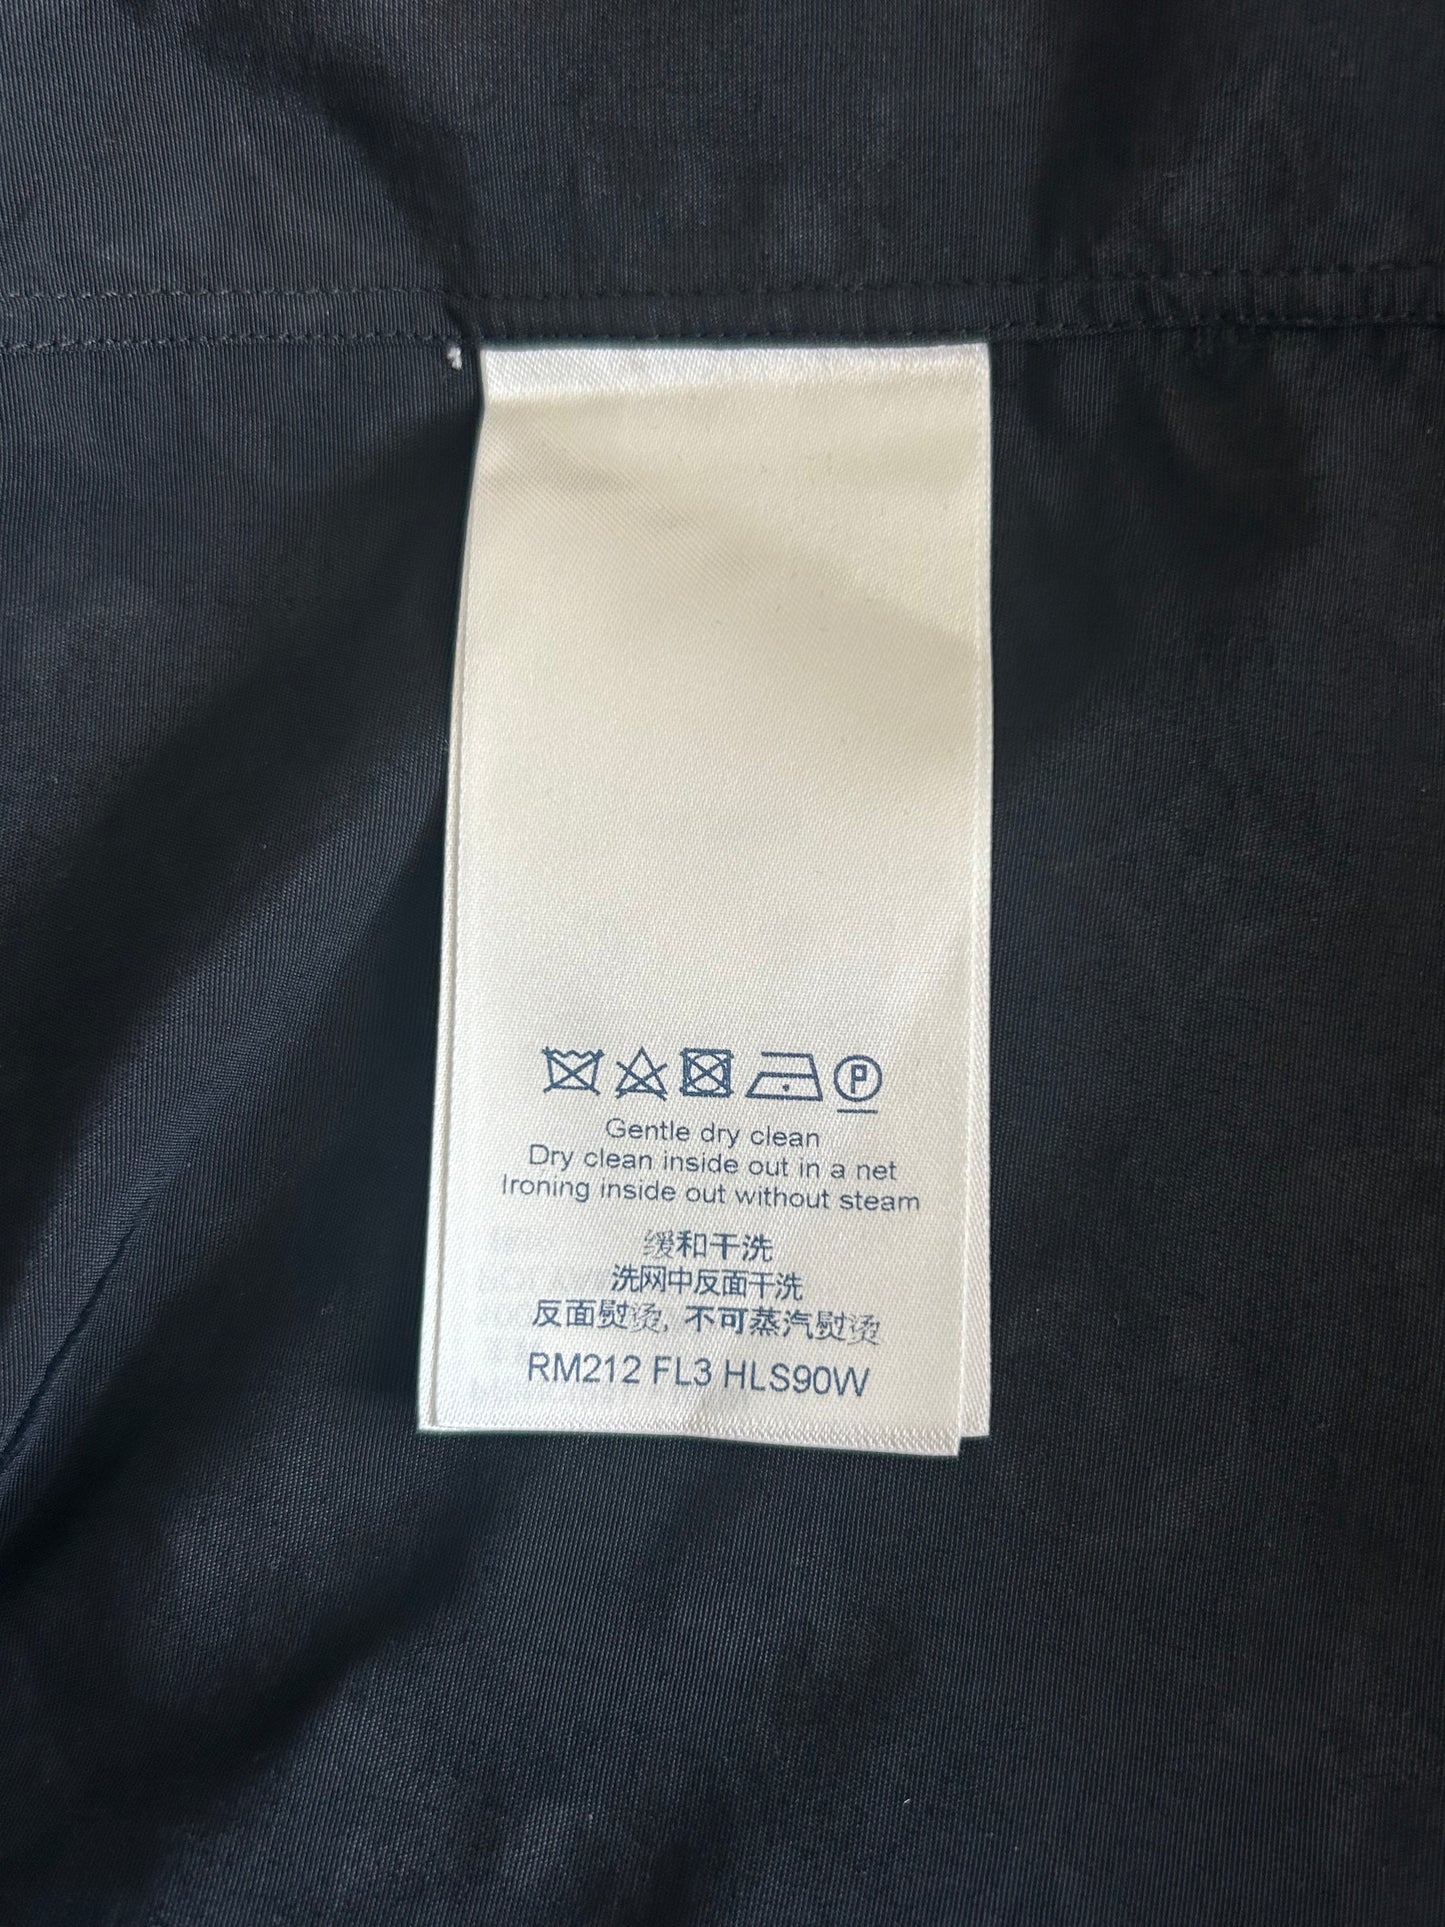 P
Gentle dry clean
Dry clean inside out in a net
Ironing inside out without steam
缓和干洗
洗网中反面干洗
反面熨烫, 不可蒸汽熨烫
RM212 FL3 HLS90W